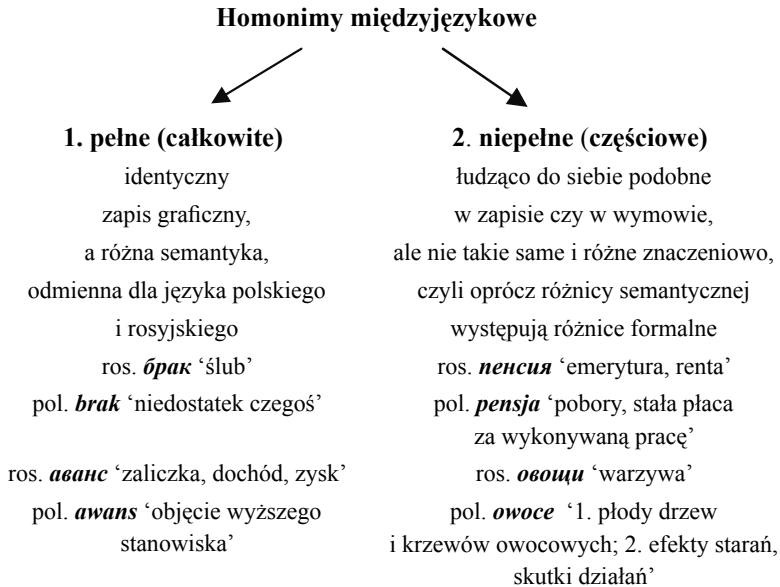 Homonimy międzyjęzykowe
1. pełne (całkowite)
identyczny
zapis graficzny,
a różna semantyka,
odmienna dla języka polskiego
i rosyjskiego
ros. брак ‘ślub’
pol. brak ‘niedostatek czegoś’
ros. аванс ‘zaliczka, dochód, zysk’
pol. awans ‘objęcie wyższego
stanowiska’
2. niepełne (częściowe)
łudząco do siebie podobne
w zapisie czy w wymowie,
ale nie takie same i różne znaczeniowo,
czyli oprócz różnicy semantycznej
występują różnice formalne
ros. пенсия ‘emerytura, renta’
pol. pensja ‘pobory, stała płaca
za wykonywaną pracę’
ros. овощи ‘warzywa’
pol. owoce ‘1. płody drzew
i krzewów owocowych; 2. efekty starań,
skutki działań’